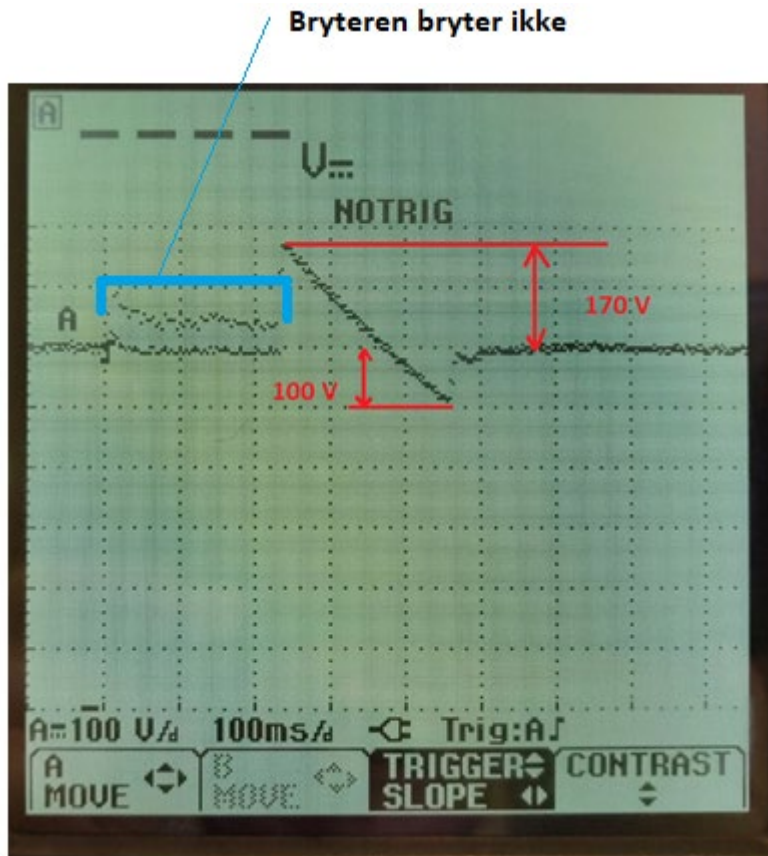 Bryteren bryter ikke
A
V
NOTRIG
170 V
A
100 V
A 100 V/d 100ms/d Trig:A
A
MOVE
B
MOVE
TRIGGER
SLOPE
CONTRAST